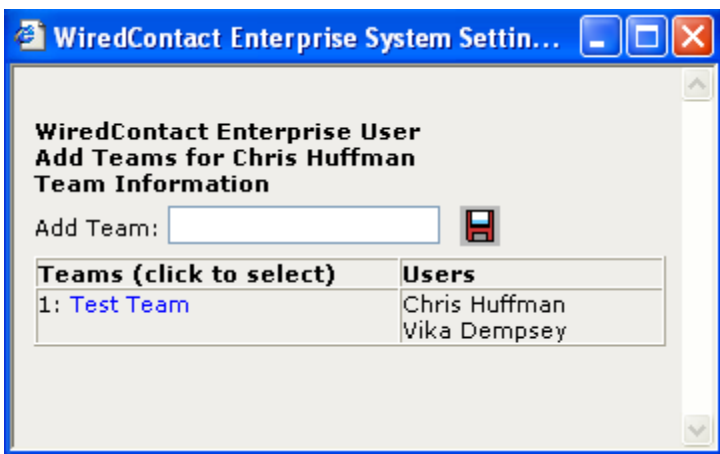 WiredContact Enterprise System Settin...
WiredContact Enterprise User
Add Teams for Chris Huffman
Team Information
Add Team:
Teams (click to select) Users
1: Test Team Chris Huffman
Vika Dempsey